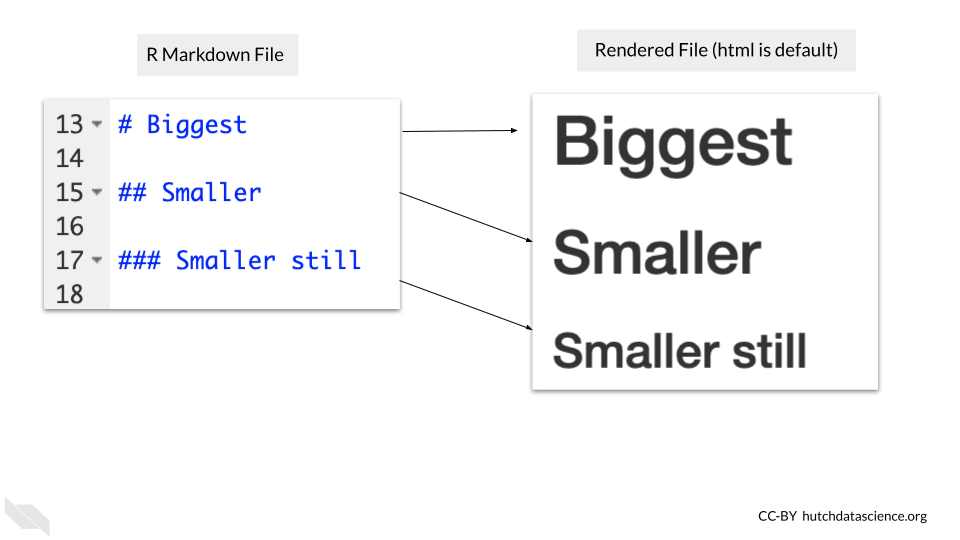 R Markdown File
Rendered File (html is default)
13 # Biggest
14
15 ## Smaller
16
17 ### Smaller still
18
Biggest
Smaller
Smaller still
CC-BY hutchdatascience.org